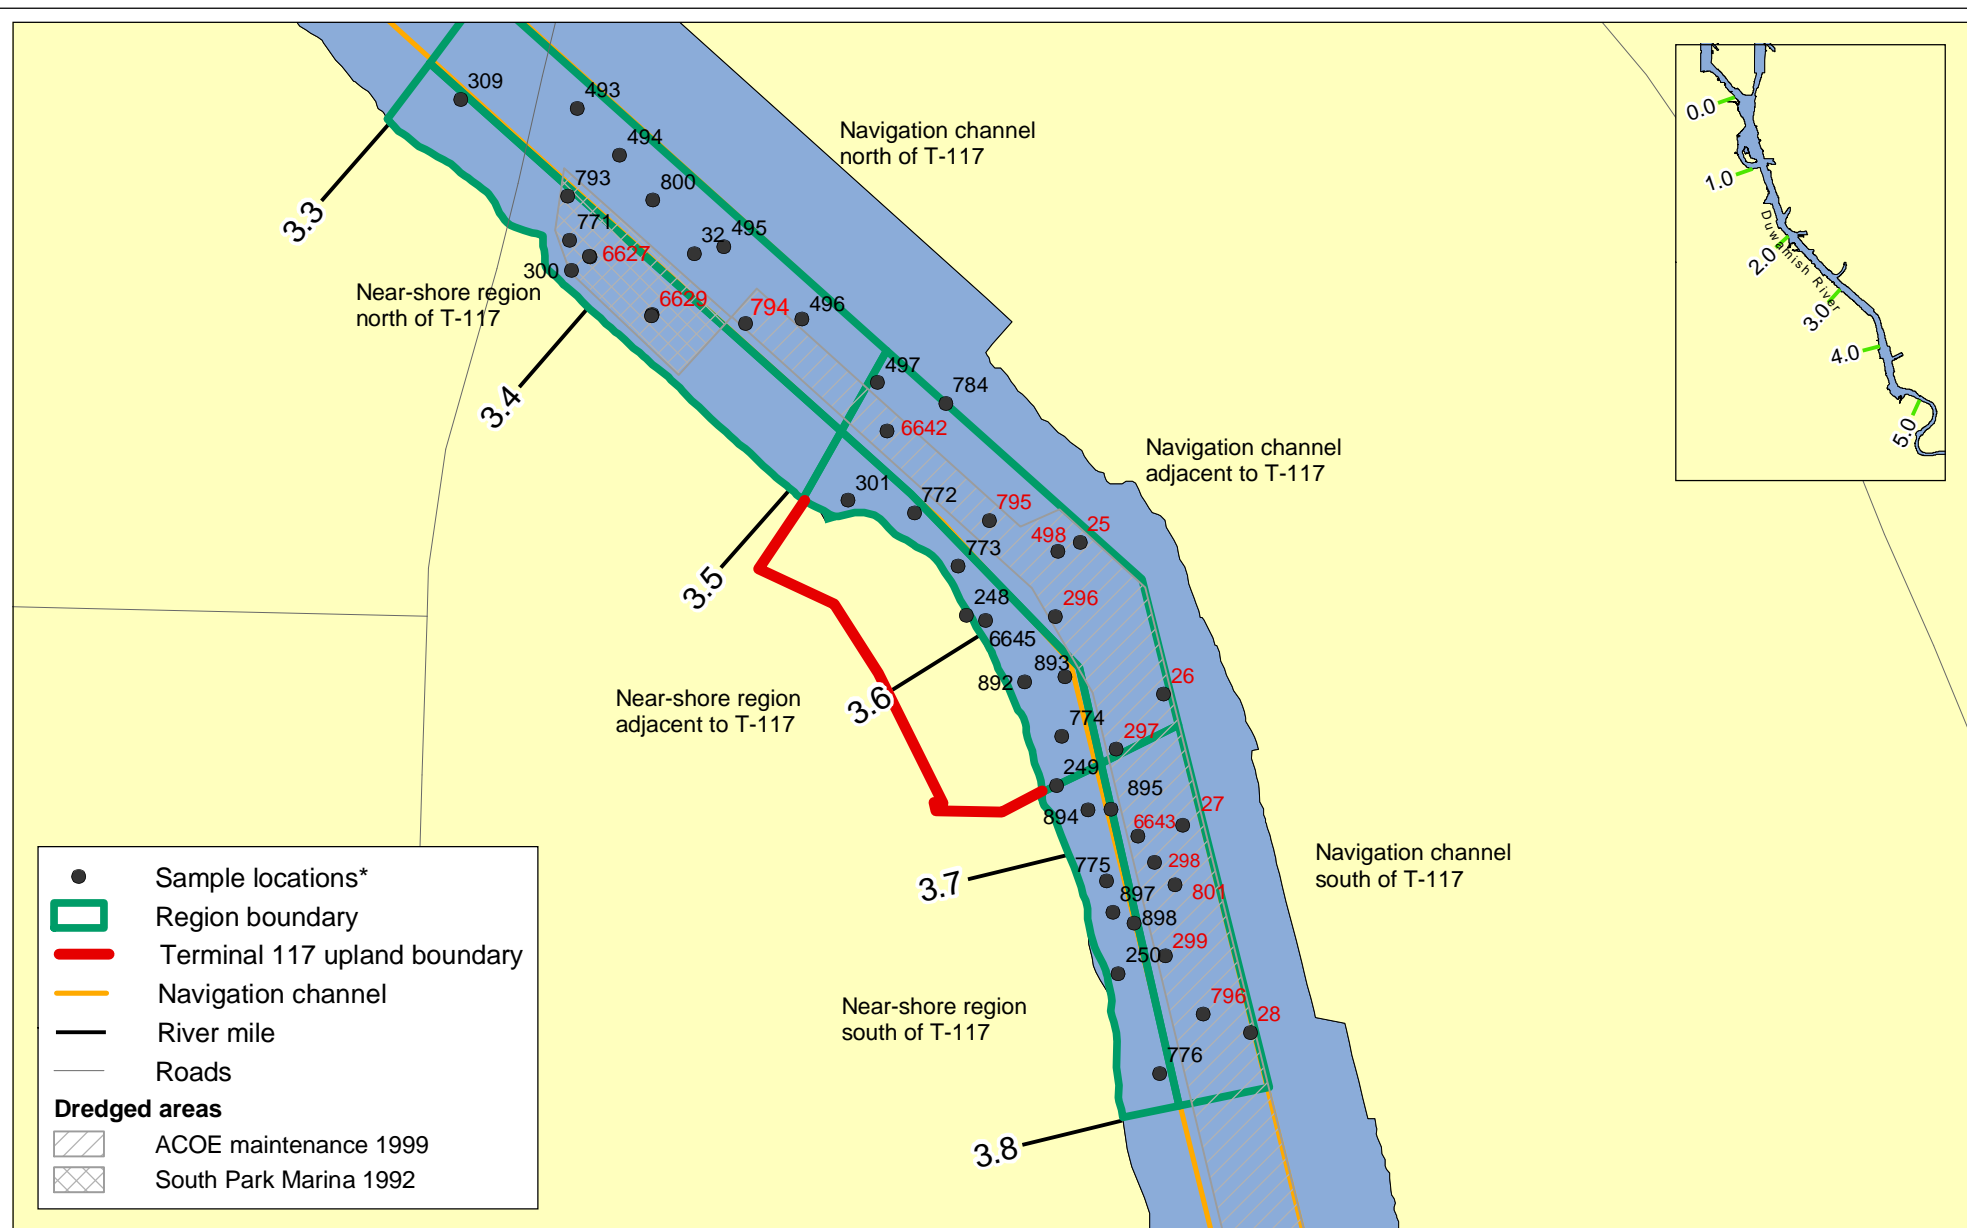 309
493
494
793
800
771
6627
300
32
495
6629
794
496
497
784
6642
301
772
795
498
25
773
296
248
6645
893
892
26
774
297
249
895
894
27
6643
298
775
801
897
898
299
250
796
28
776
Navigation channel
north of T-117
Near-shore region
north of T-117
Navigation channel
adjacent to T-117
Near-shore region
adjacent to T-117
Navigation channel
south of T-117
Near-shore region
south of T-117
3.3
3.4
3.5
3.6
3.7
3.8
0.0
1.0
2.0
3.0
4.0
5.0
Duwamish River
Sample locations*
Region boundary
Terminal 117 upland boundary
Navigation channel
River mile
Roads
Dredged areas
ACOE maintenance 1999
South Park Marina 1992